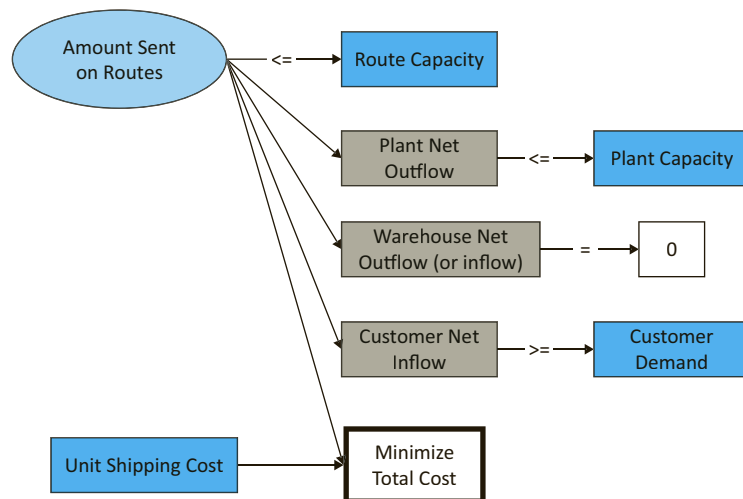 Amount Sent
on Routes
<=
Route Capacity
Plant Net
Outflow
<=
Plant Capacity
Warehouse Net
Outflow (or inflow)
=
0
Customer Net
Inflow
>=
Customer
Demand
Unit Shipping Cost
Minimize
Total Cost